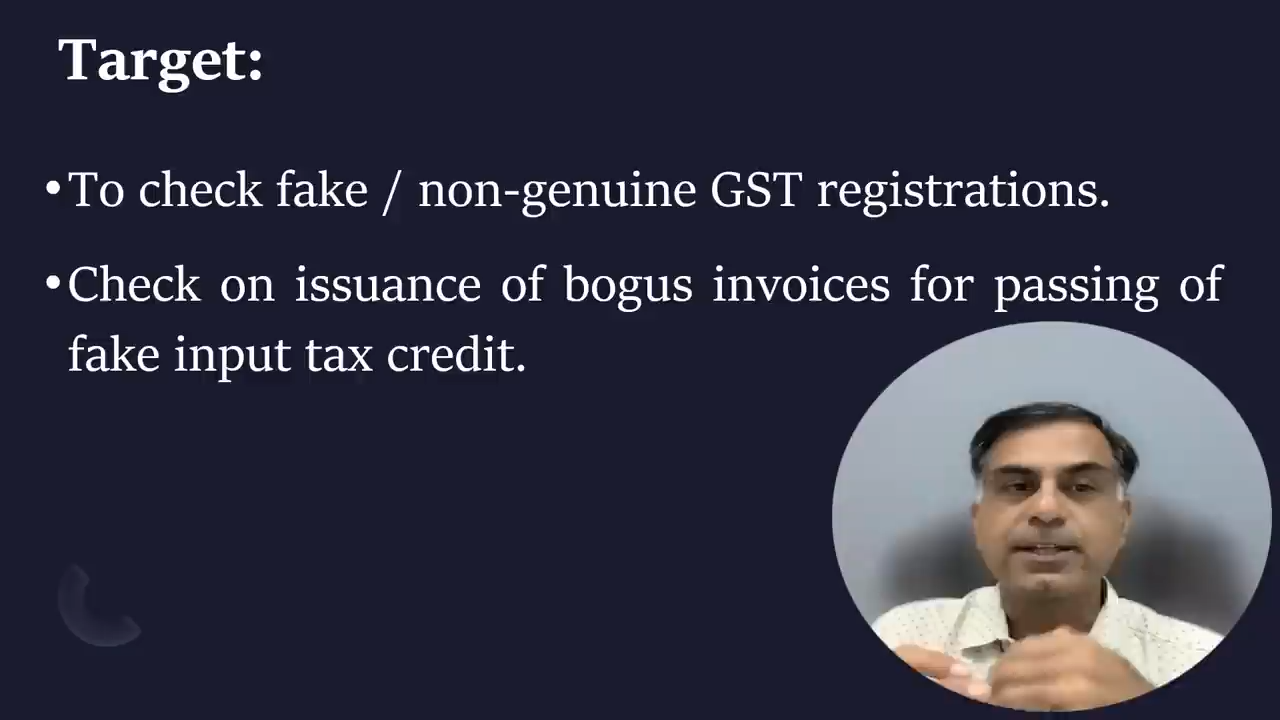 Target:
•To check fake / non-genuine GST registrations.
•Check on issuance of bogus invoices for passing of
fake input tax credit.